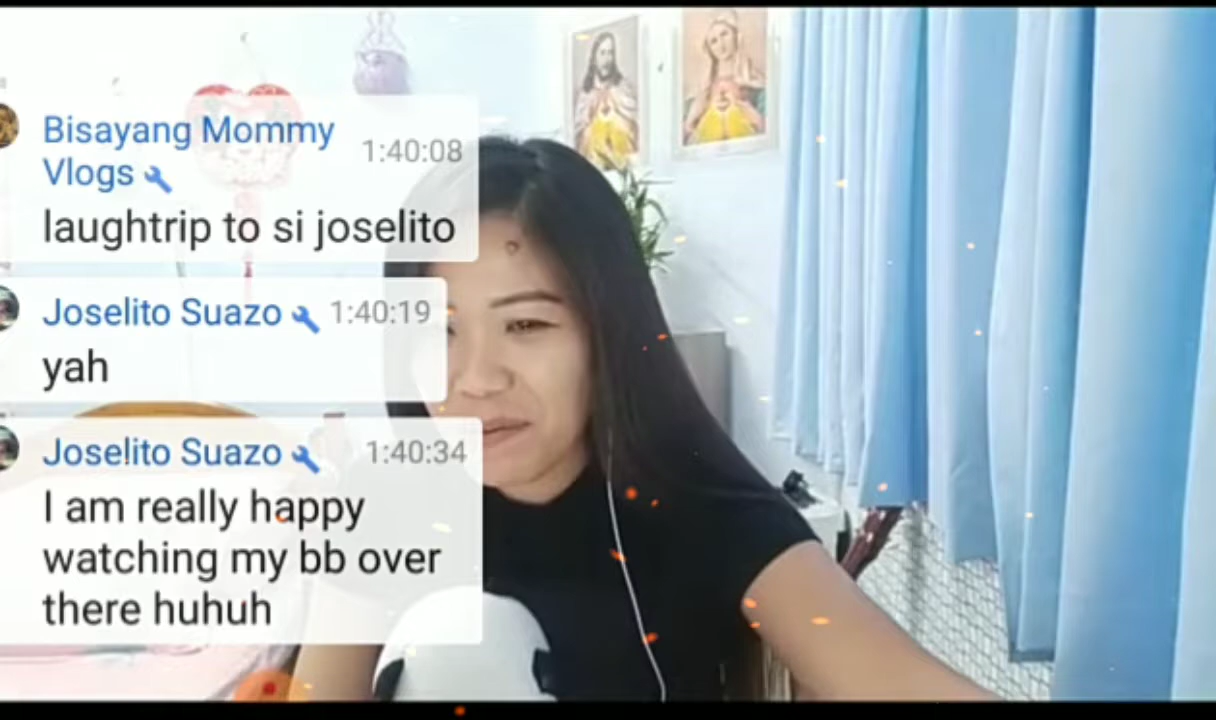 Bisayang Mommy
Vlogs
1:40:08
laughtrip to si joselito
Joselito Suazo 1:40:19
yah
Joselito Suazo 1:40:34
I am really happy
watching my bb over
there huhuh